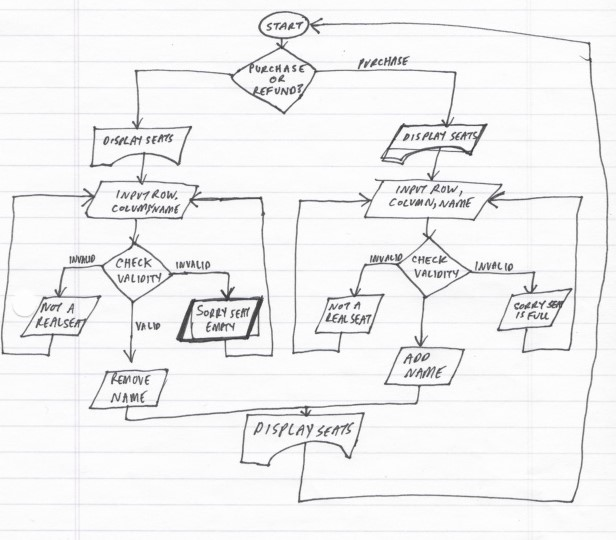 START
PURCHASE
OR
REFUND?
PURCHASE
DISPLAY SEATS
DISPLAY SEATS
INPUT ROW,
COLUMN, NAME
INPUT ROW,
COLUMN, NAME
INVALID
CHECK
VALIDITY
INVALID
INVALID
CHECK
VALIDITY
INVALID
NOT A
REAL SEAT
SORRY SEAT
EMPTY
NOT A
REAL SEAT
SORRY SEAT
IS FULL
VALID
REMOVE
NAME
ADD
NAME
DISPLAY SEATS